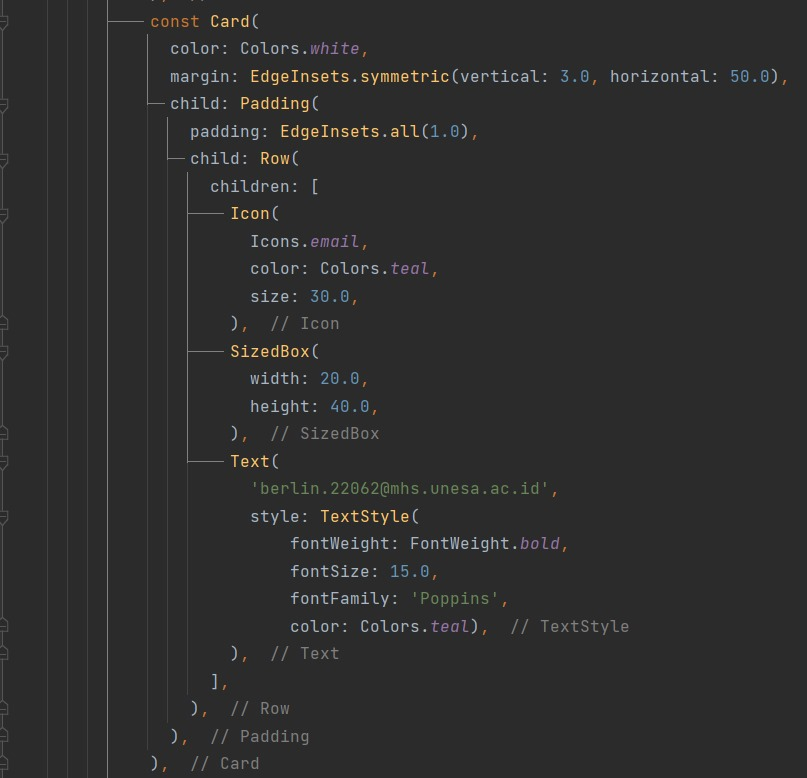 const Card(
color: Colors.white,
margin: EdgeInsets.symmetric(vertical: 3.0, horizontal: 50.0),
child: Padding(
padding: EdgeInsets.all(1.0),
child: Row(
children: [
Icon(
Icons.email,
color: Colors.teal,
size: 30.0,
), // Icon
SizedBox(
width: 20.0,
height: 40.0,
), // SizedBox
Text(
'berlin.22062@mhs.unesa.ac.id',
style: TextStyle(
fontWeight: FontWeight.bold,
fontSize: 15.0,
fontFamily: 'Poppins',
color: Colors.teal), // TextStyle
), // Text
],
), // Row
), // Padding
), // Card